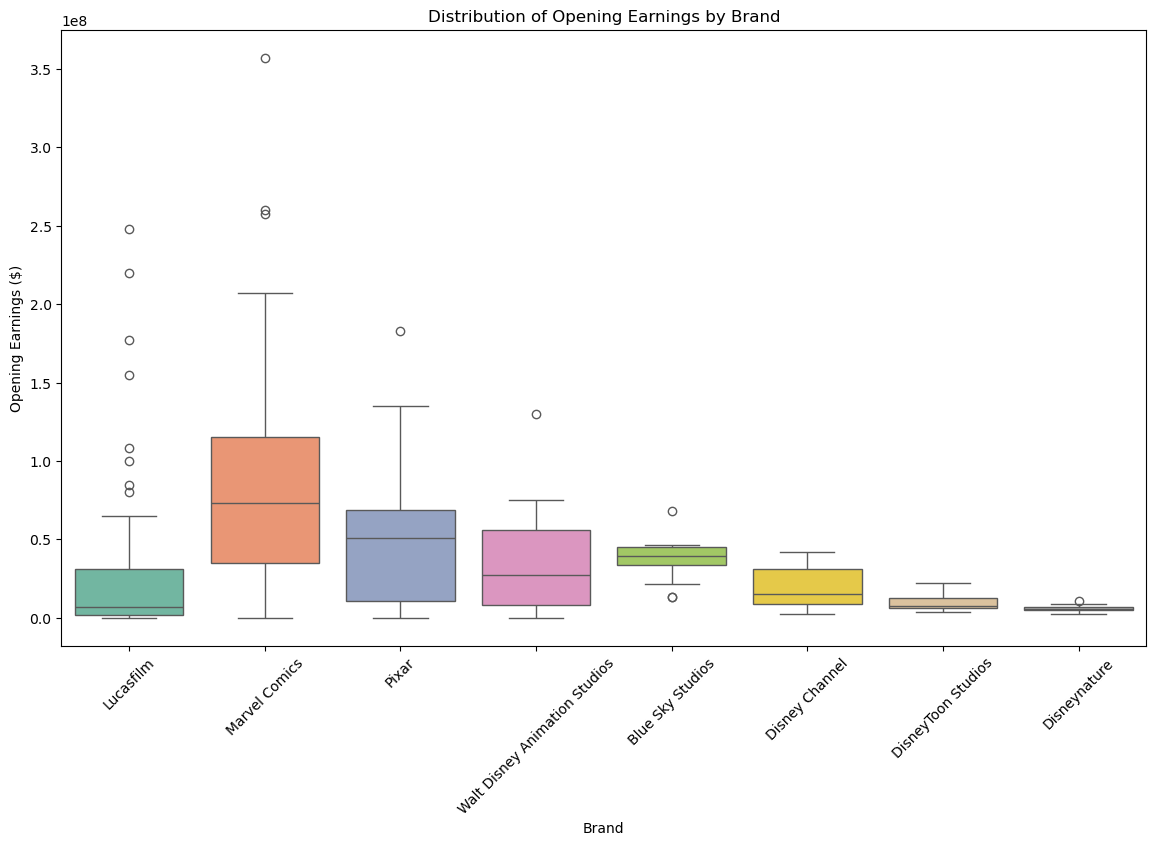 Distribution of Opening Earnings by Brand
1e8
3.5
3.0
2.5
2.0
1.5
1.0
0.5
0.0
Opening Earnings ($)
Lucasfilm
Marvel Comics
Pixar
Walt Disney Animation Studios
Blue Sky Studios
Disney Channel
DisneyToon Studios
Disneynature
Brand